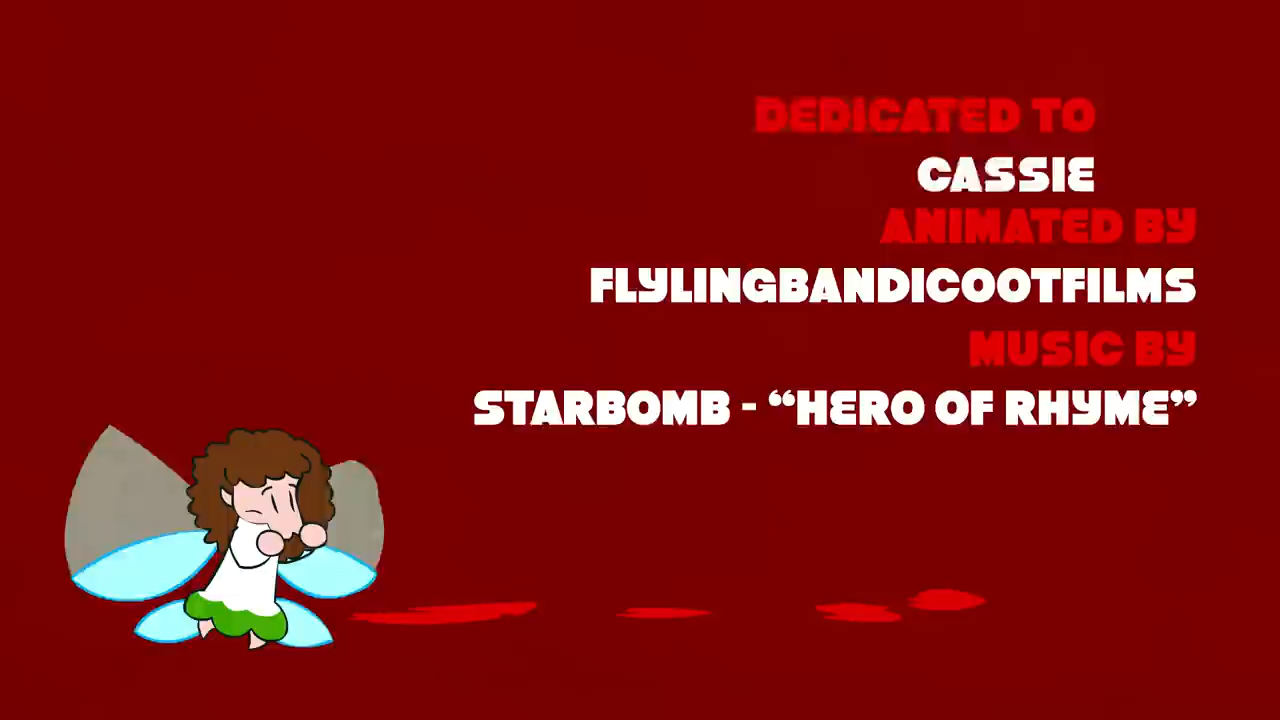 DEDICATED TO
CASSIE
ANIMATED BY
FLYLINGBANDICOOTFILMS
MUSIC BY
STARBOMB - “HERO OF RHYME”